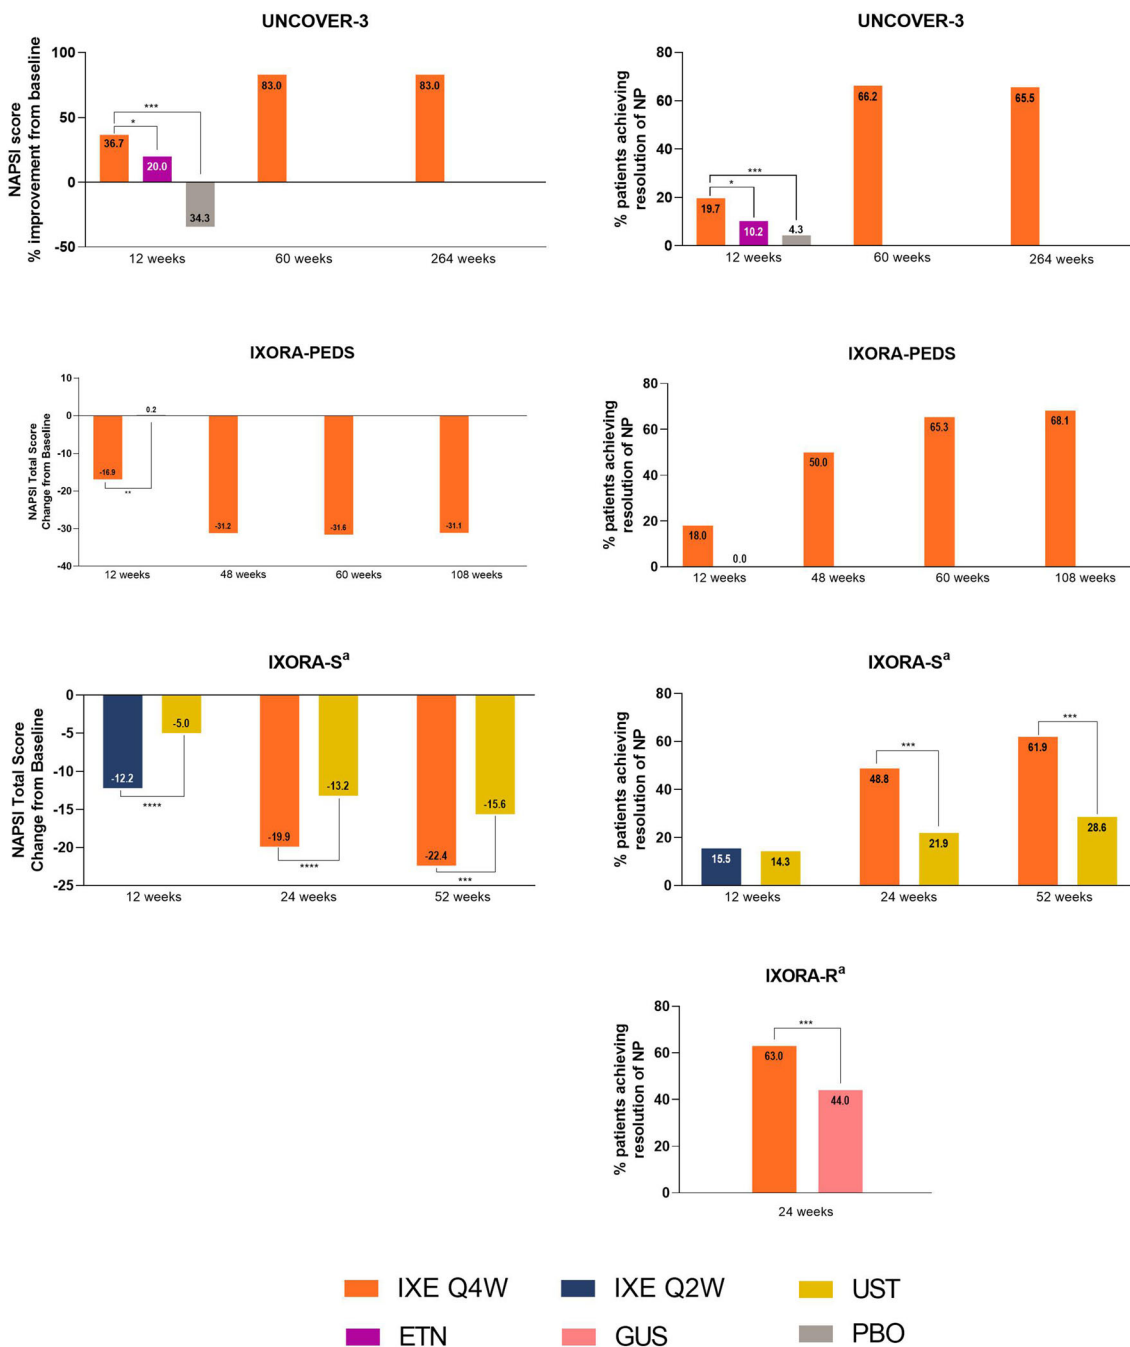 UNCOVER-3
NAPSI score
% improvement from baseline
100
50
0
-50
***
*
36.7
20.0
34.3
83.0
83.0
12 weeks
60 weeks
264 weeks
UNCOVER-3
% patients achieving
resolution of NP
80
60
40
20
0
***
*
19.7
10.2
4.3
66.2
65.5
12 weeks
60 weeks
264 weeks
IXORA-PEDS
NAPSI Total Score
Change from Baseline
10
0
-10
-20
-30
-40
0.2
-16.9
**
-31.2
-31.6
-31.1
12 weeks
48 weeks
60 weeks
108 weeks
IXORA-PEDS
% patients achieving
resolution of NP
80
60
40
20
0
18.0
0.0
50.0
65.3
68.1
12 weeks
48 weeks
60 weeks
108 weeks
IXORA-Sa
NAPSI Total Score
Change from Baseline
0
-5
-10
-15
-20
-25
-12.2
-5.0
****
-19.9
-13.2
****
-22.4
-15.6
***
12 weeks
24 weeks
52 weeks
IXORA-Sa
% patients achieving
resolution of NP
80
60
40
20
0
15.5
14.3
***
48.8
21.9
***
61.9
28.6
12 weeks
24 weeks
52 weeks
IXORA-Ra
% patients achieving
resolution of NP
80
60
40
20
0
***
63.0
44.0
24 weeks
IXE Q4W
IXE Q2W
UST
ETN
GUS
PBO